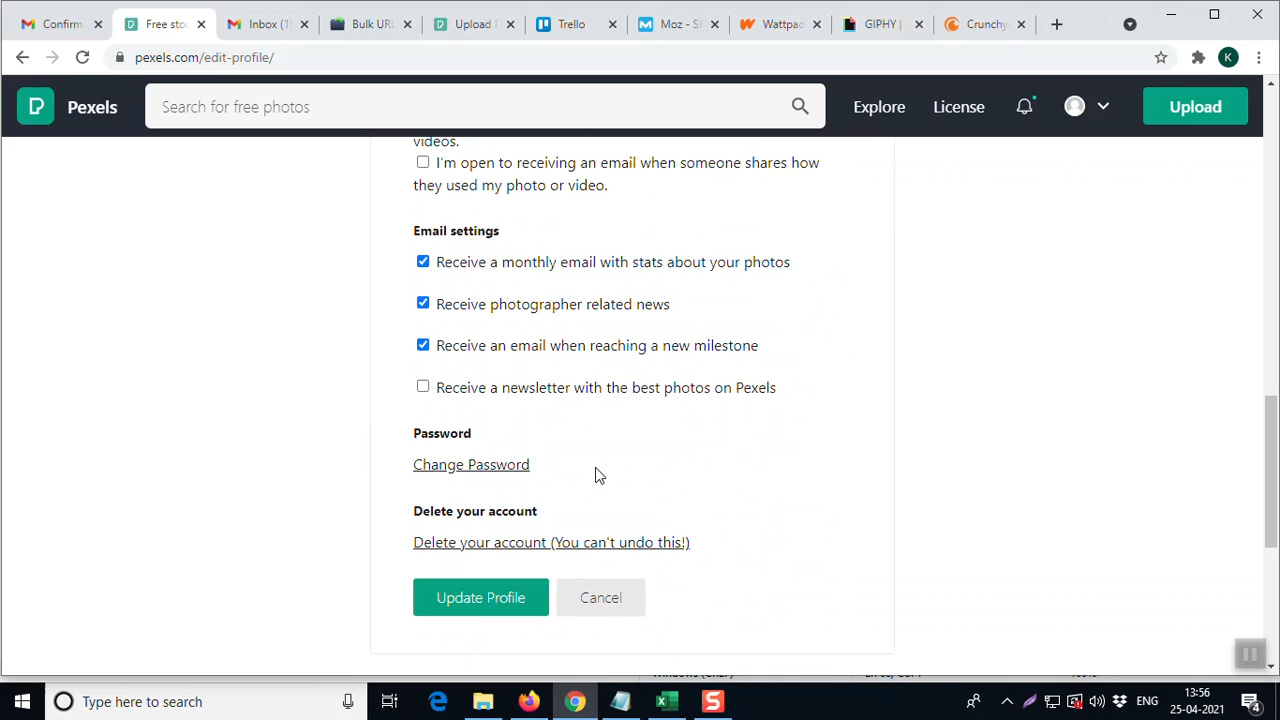 Confirm
Free sto
Inbox (1)
Bulk URL
Upload P
Trello
Moz - SE
Wattpad
GIPHY |
Crunchy
pexels.com/edit-profile/
K
Pexels
Search for free photos
Explore
License
Upload
videos.
I'm open to receiving an email when someone shares how
they used my photo or video.
Email settings
Receive a monthly email with stats about your photos
Receive photographer related news
Receive an email when reaching a new milestone
Receive a newsletter with the best photos on Pexels
Password
Change Password
Delete your account
Delete your account (You can't undo this!)
Update Profile
Cancel
Type here to search
ENG
13:56
25-04-2021
4